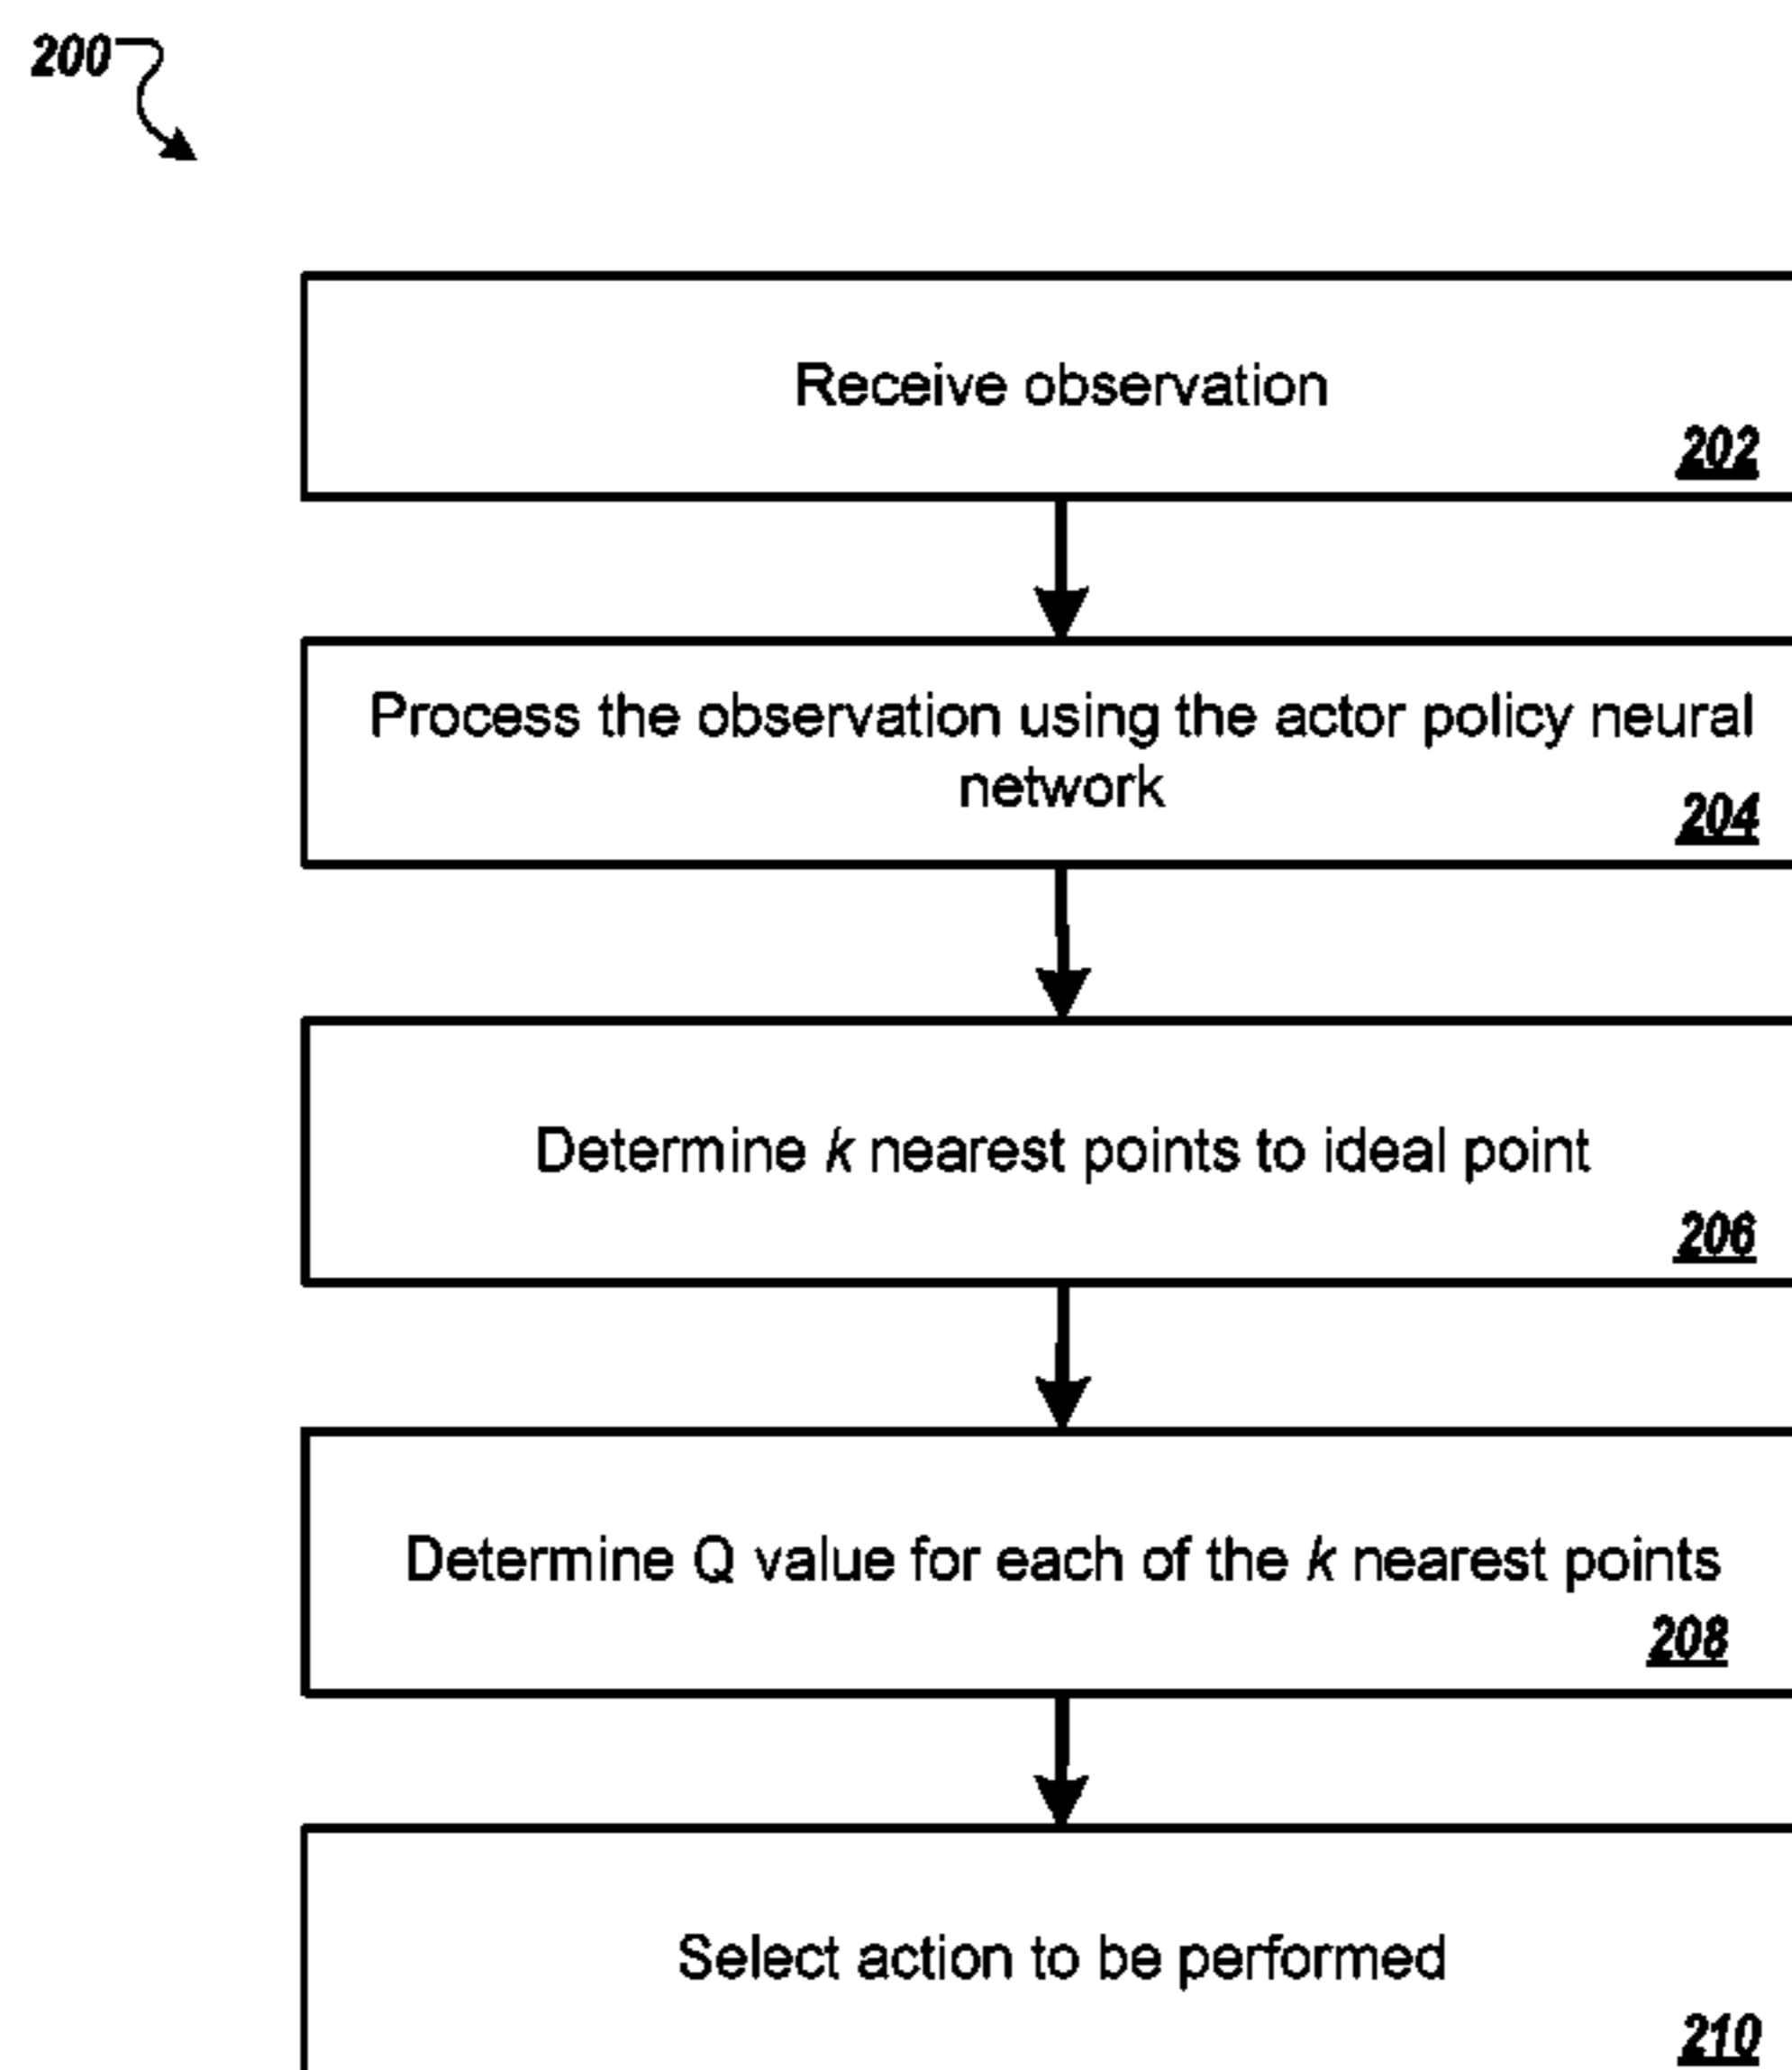 200
Receive observation
202
Process the observation using the actor policy neural
network
204
Determine k nearest points to ideal point
206
Determine Q value for each of the k nearest points
208
Select action to be performed
210